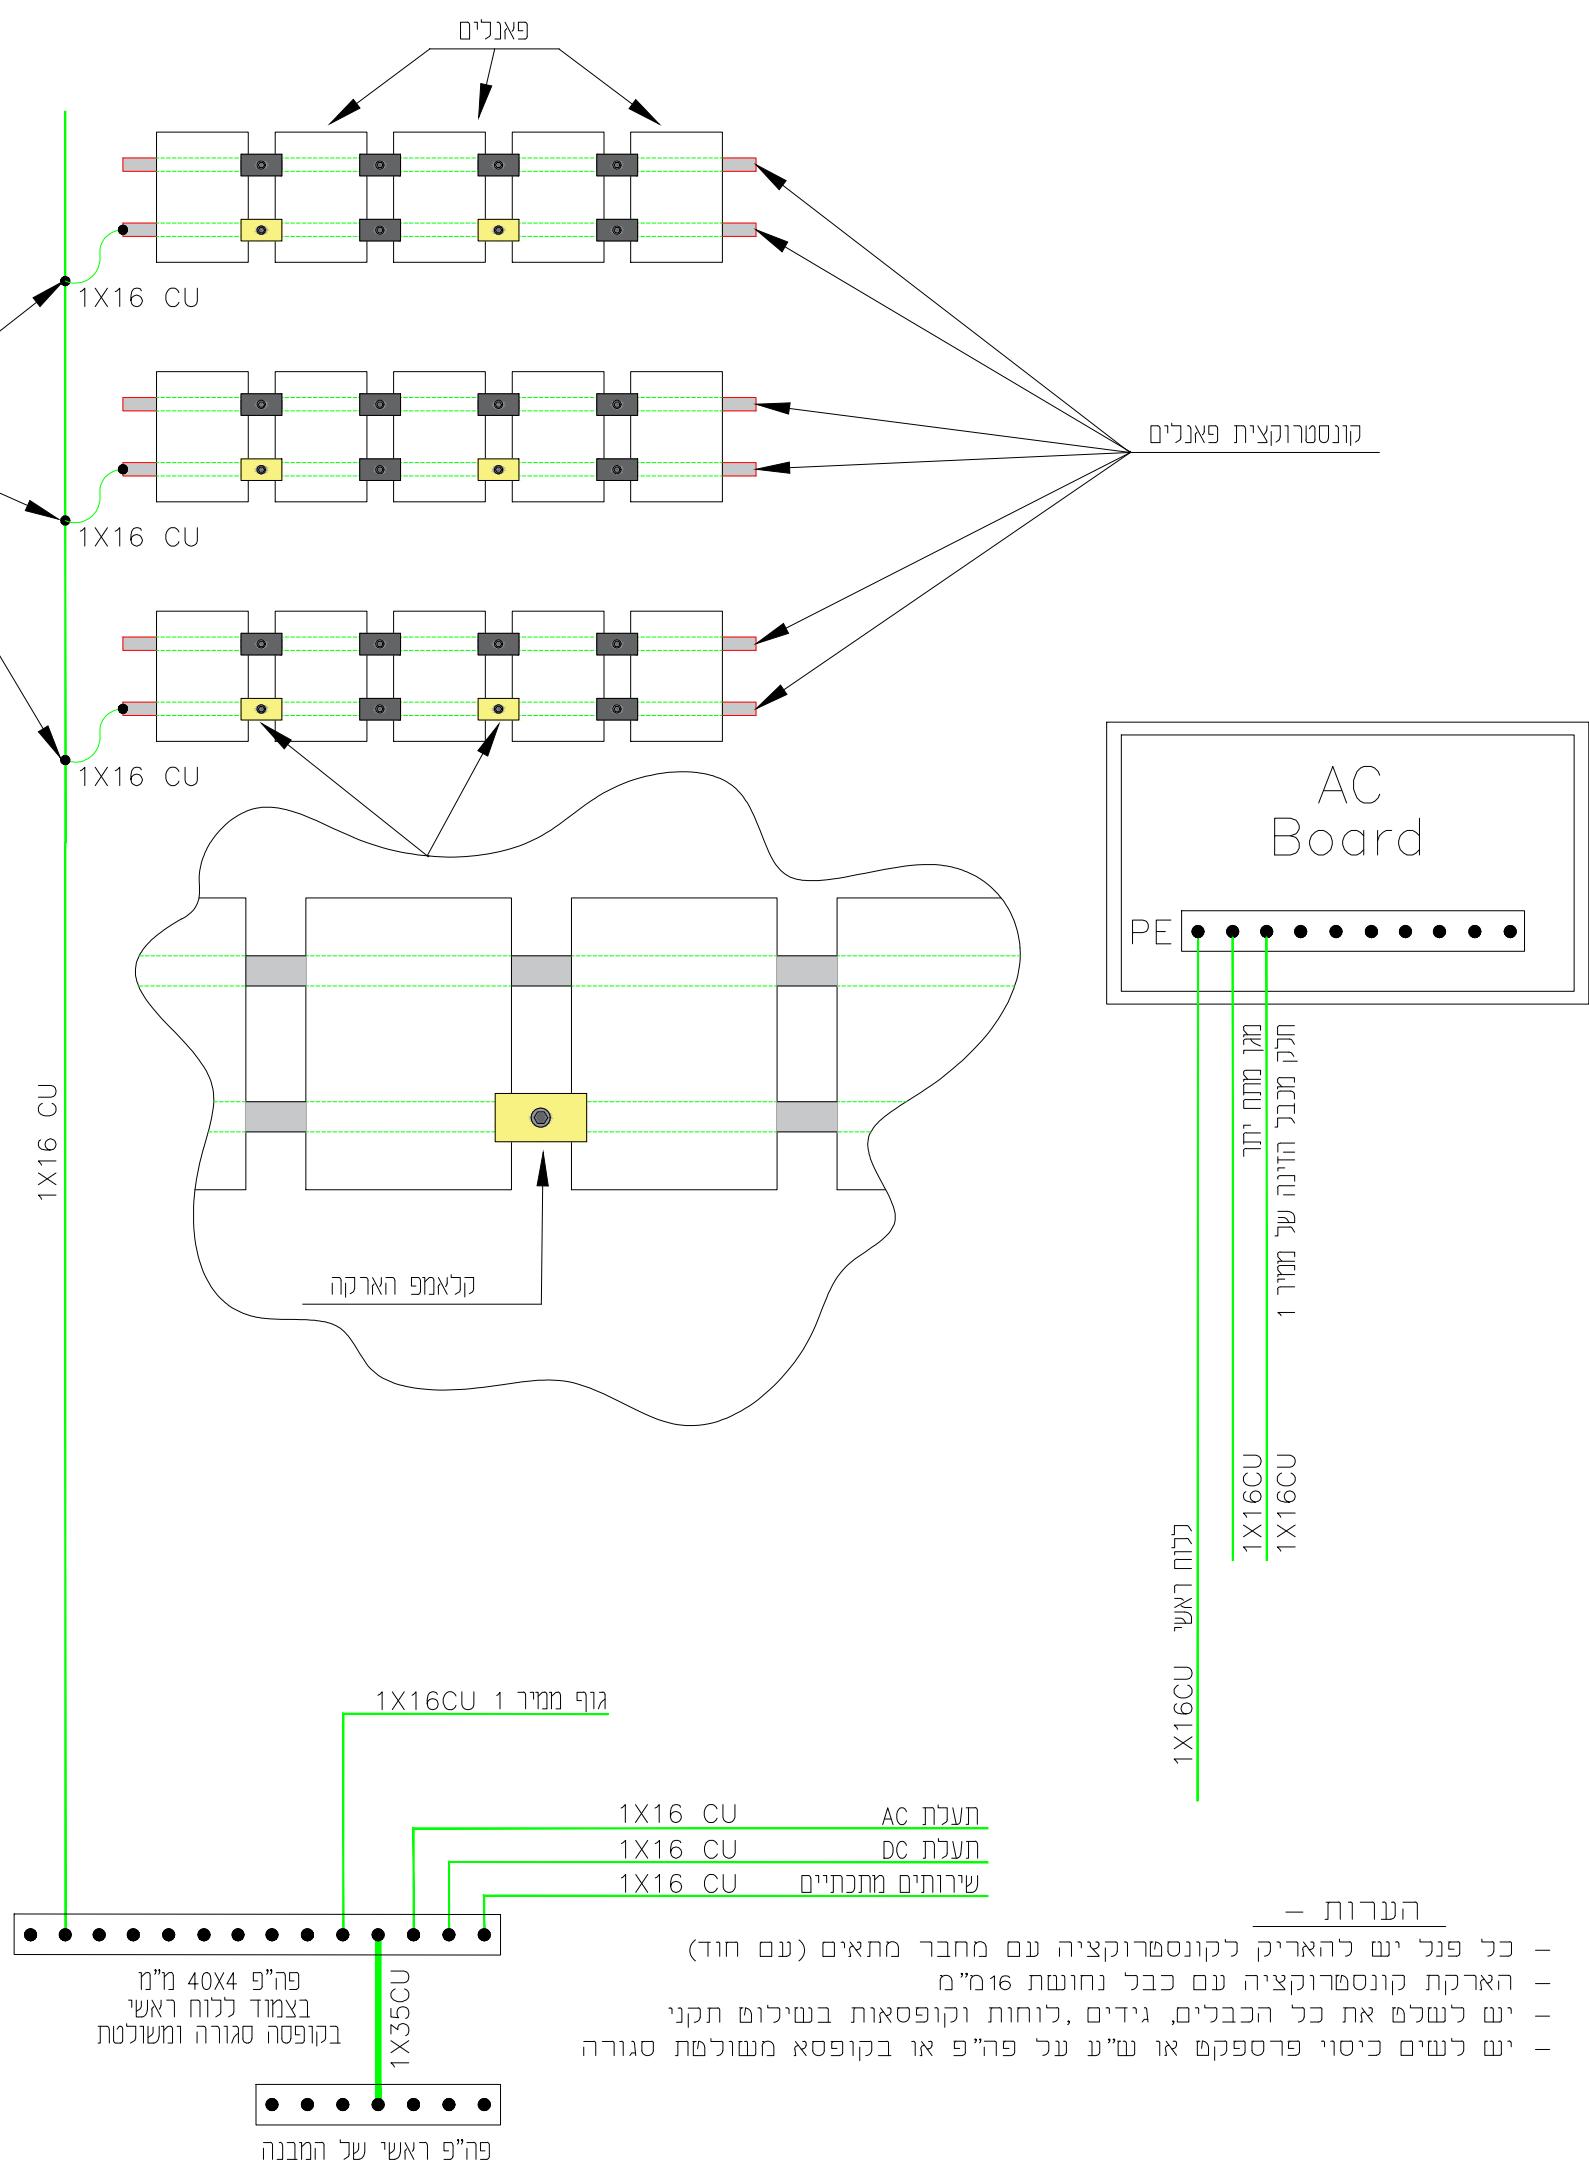 פאנלים
1X16 CU
קונסטרוקצית פאנלים
1X16 CU
1X16 CU
AC
Board
PE
מגן מתח יתר
חלק מכבל הזינה של ממיר 1
1X16 CU
קלאמפ הארקה
1X16CU
1X16CU
ללוח ראשי
1X16CU
1X16CU גוף ממיר 1
1X16 CU תעלת AC
1X16 CU תעלת DC
1X16 CU שירותים מתכתיים
פה"פ 40X4 מ"מ
בצמוד ללוח ראשי
בקופסה סגורה ומשולטת
1X35CU
פה"פ ראשי של המבנה
הערות –
– כל פנל יש להאריק לקונסטרוקציה עם מחבר מתאים (עם חוד)
– הארקת קונסטרוקציה עם כבל נחושת 16מ"מ
– יש לשלט את כל הכבלים, גידים ,לוחות וקופסאות בשילוט תקני
– יש לשים כיסוי פרספקט או ש"ע על פה"פ או בקופסא משולטת סגורה